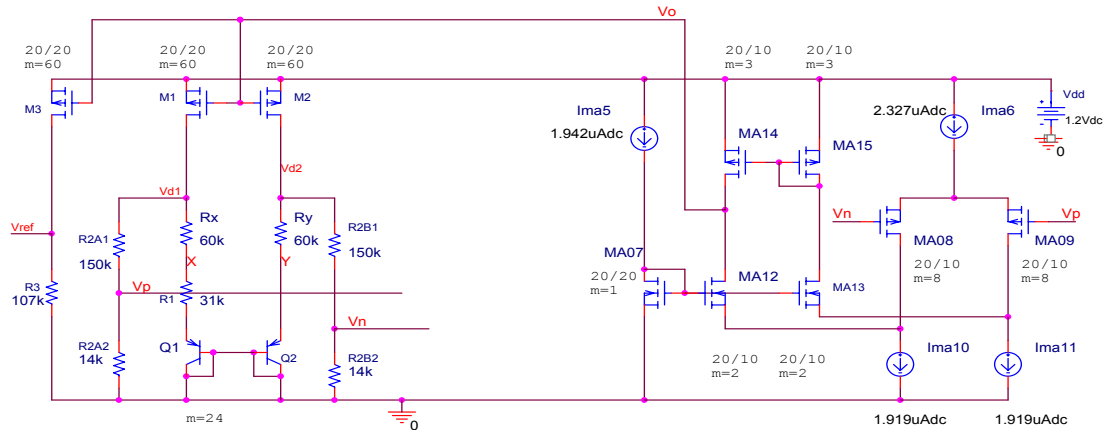 Vo
20/20
m=60
20/20
m=60
20/20
m=60
20/10
m=3
20/10
m=3
M3
M1
M2
Ima5
1.942uAdc
2.327uAdc
Ima6
Vdd
1.2Vdc
0
MA14
MA15
Vd1
Vd2
Vref
R2A1
150k
Rx
60k
Ry
60k
R2B1
150k
Vn
Vp
MA08
MA09
X
Y
R3
107k
Vp
R1
31k
Vn
MA07
20/20
m=1
MA12
MA13
20/10
m=8
20/10
m=8
R2A2
14k
Q1
Q2
R2B2
14k
20/10
m=2
20/10
m=2
Ima10
Ima11
m=24
0
1.919uAdc
1.919uAdc